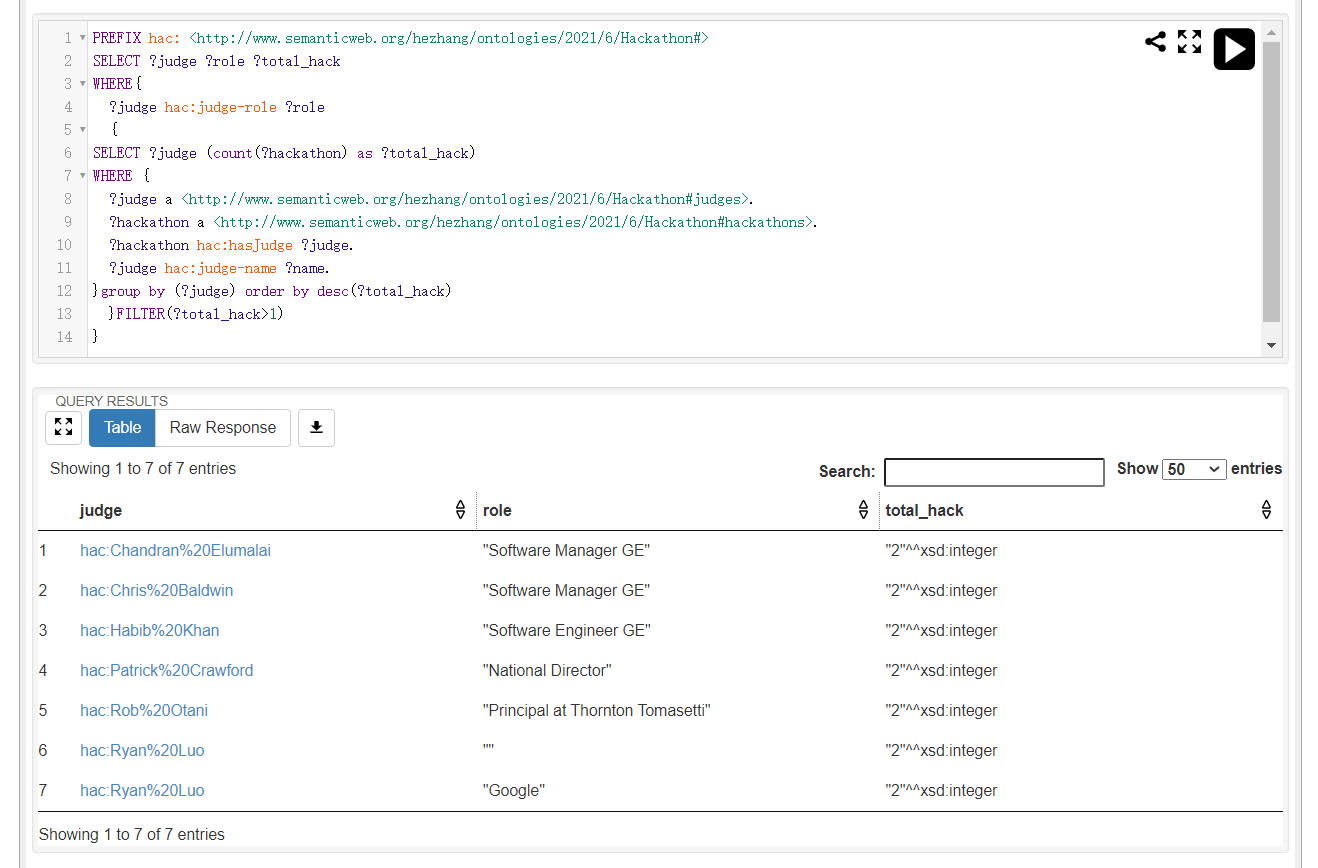 1 PREFIX hac: <http://www.semanticweb.org/hezhang/ontologies/2021/6/Hackathon#>
2 SELECT ?judge ?role ?total_hack
3 WHERE{
4 ?judge hac:judge-role ?role
5 {
6 SELECT ?judge (count(?hackathon) as ?total_hack)
7 WHERE {
8 ?judge a <http://www.semanticweb.org/hezhang/ontologies/2021/6/Hackathon#judges>.
9 ?hackathon a <http://www.semanticweb.org/hezhang/ontologies/2021/6/Hackathon#hackathons>.
10 ?hackathon hac:hasJudge ?judge.
11 ?judge hac:judge-name ?name.
12 }group by (?judge) order by desc(?total_hack)
13 }FILTER(?total_hack>1)
14 }
QUERY RESULTS
Table Raw Response
Showing 1 to 7 of 7 entries
Search: Show 50 entries
judge role total_hack
1 hac:Chandran%20Elumalai "Software Manager GE" "2"^^xsd:integer
2 hac:Chris%20Baldwin "Software Manager GE" "2"^^xsd:integer
3 hac:Habib%20Khan "Software Engineer GE" "2"^^xsd:integer
4 hac:Patrick%20Crawford "National Director" "2"^^xsd:integer
5 hac:Rob%20Otani "Principal at Thornton Tomasetti" "2"^^xsd:integer
6 hac:Ryan%20Luo "" "2"^^xsd:integer
7 hac:Ryan%20Luo "Google" "2"^^xsd:integer
Showing 1 to 7 of 7 entries